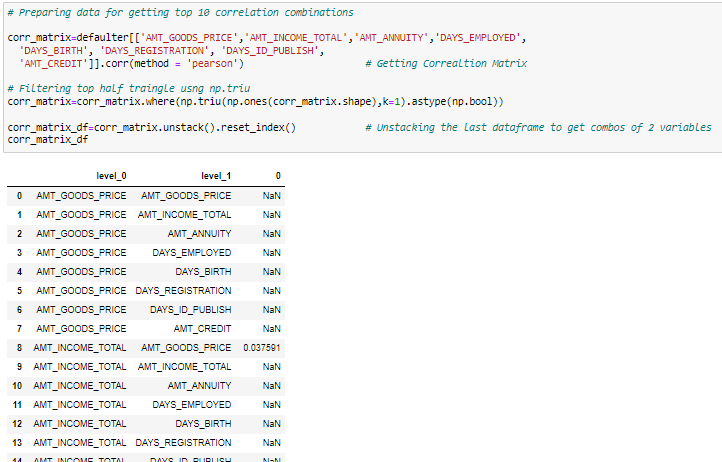 # Preparing data for getting top 10 correlation combinations
corr_matrix=defaulter[['AMT_GOODS_PRICE','AMT_INCOME_TOTAL','AMT_ANNUITY','DAYS_EMPLOYED',
'DAYS_BIRTH', 'DAYS_REGISTRATION', 'DAYS_ID_PUBLISH',
'AMT_CREDIT']].corr(method = 'pearson') # Getting Correaltion Matrix
# Filtering top half traingle usng np.triu
corr_matrix=corr_matrix.where(np.triu(np.ones(corr_matrix.shape),k=1).astype(np.bool))
corr_matrix_df=corr_matrix.unstack().reset_index() # Unstacking the last dataframe to get combos of 2 variables
corr_matrix_df
level_0 level_1 0
0 AMT_GOODS_PRICE AMT_GOODS_PRICE NaN
1 AMT_GOODS_PRICE AMT_INCOME_TOTAL NaN
2 AMT_GOODS_PRICE AMT_ANNUITY NaN
3 AMT_GOODS_PRICE DAYS_EMPLOYED NaN
4 AMT_GOODS_PRICE DAYS_BIRTH NaN
5 AMT_GOODS_PRICE DAYS_REGISTRATION NaN
6 AMT_GOODS_PRICE DAYS_ID_PUBLISH NaN
7 AMT_GOODS_PRICE AMT_CREDIT NaN
8 AMT_INCOME_TOTAL AMT_GOODS_PRICE 0.037591
9 AMT_INCOME_TOTAL AMT_INCOME_TOTAL NaN
10 AMT_INCOME_TOTAL AMT_ANNUITY NaN
11 AMT_INCOME_TOTAL DAYS_EMPLOYED NaN
12 AMT_INCOME_TOTAL DAYS_BIRTH NaN
13 AMT_INCOME_TOTAL DAYS_REGISTRATION NaN
14 AMT_INCOME_TOTAL DAYS_ID_PUBLISH NaN